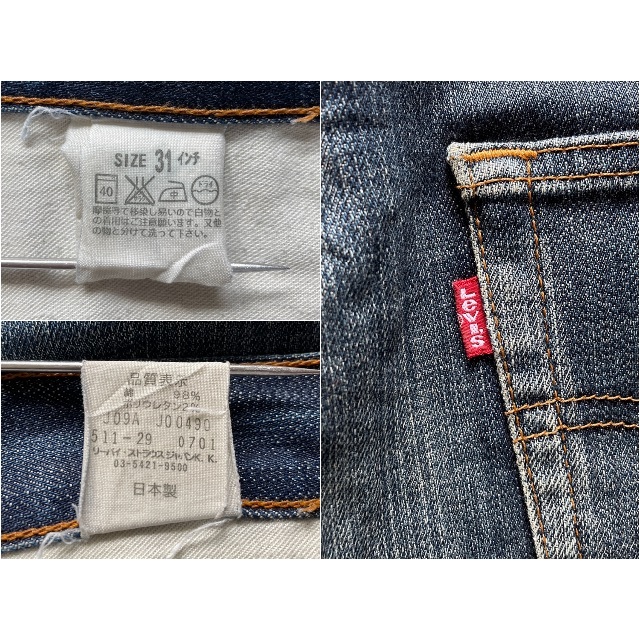 SIZE 31 インチ
40
摩擦等で移染し易いので白物と
の着用はご注意願います。又他
の物と分けて洗って下さい。
品質表示
綿 98%
ポリウレタン2%
J09A J00490
511-29 0701
リーバイ・ストラウスジャパンK.K.
03-5421-9500
日本製
LEVI'S